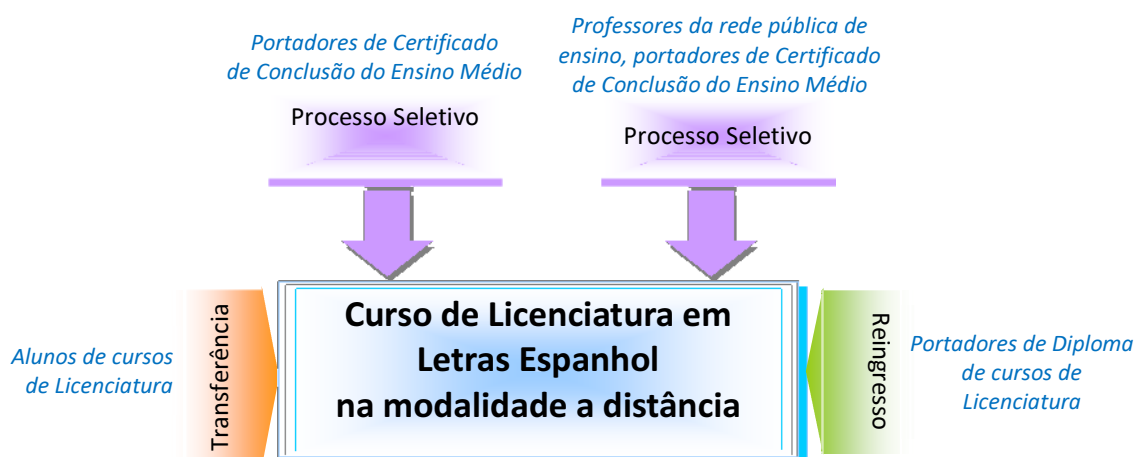 Portadores de Certificado
de Conclusão do Ensino Médio
Processo Seletivo
Professores da rede pública de
ensino, portadores de Certificado
de Conclusão do Ensino Médio
Processo Seletivo
Alunos de cursos
de Licenciatura
Transferência
Curso de Licenciatura em
Letras Espanhol
na modalidade a distância
Reingresso
Portadores de Diploma
de cursos de
Licenciatura